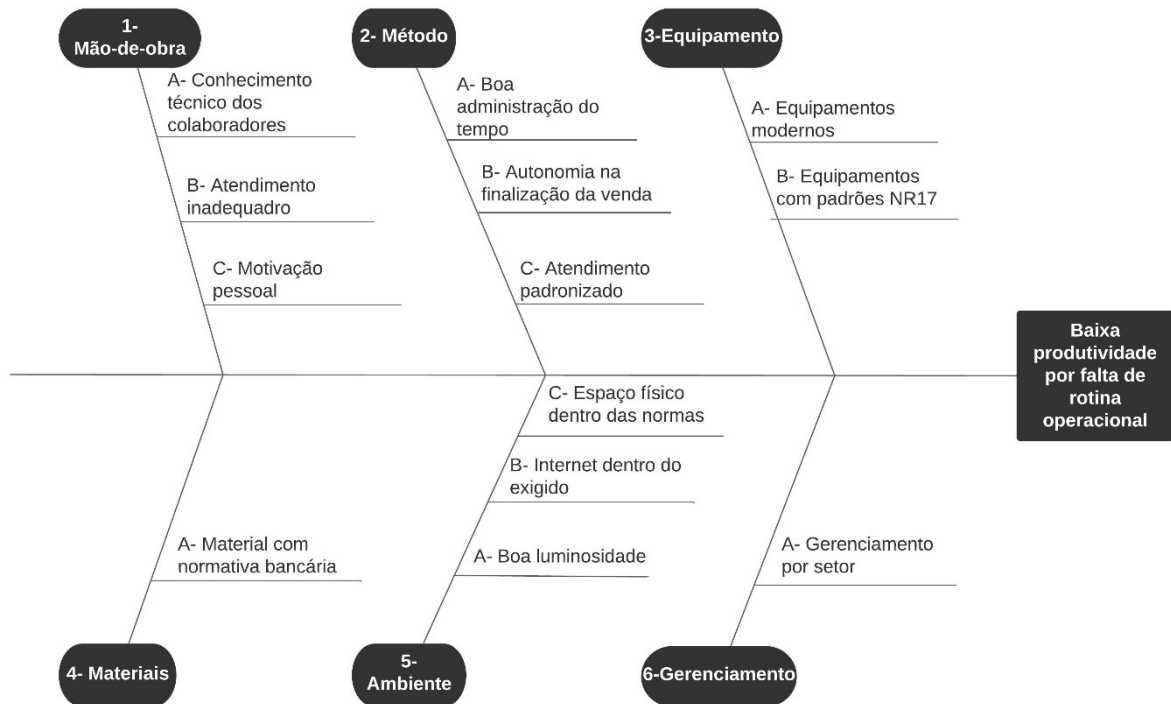 1-
Mão-de-obra
A- Conhecimento
técnico dos
colaboradores
B- Atendimento
inadequadro
C- Motivação
pessoal
2- Método
A- Boa
administração do
tempo
B- Autonomia na
finalização da venda
C- Atendimento
padronizado
3-Equipamento
A- Equipamentos
modernos
B- Equipamentos
com padrões NR17
Baixa
produtividade
por falta de
rotina
operacional
A- Material com
normativa bancária
4- Materiais
C- Espaço físico
dentro das normas
B- Internet dentro do
exigido
A- Boa luminosidade
5-
Ambiente
A- Gerenciamento
por setor
6-Gerenciamento